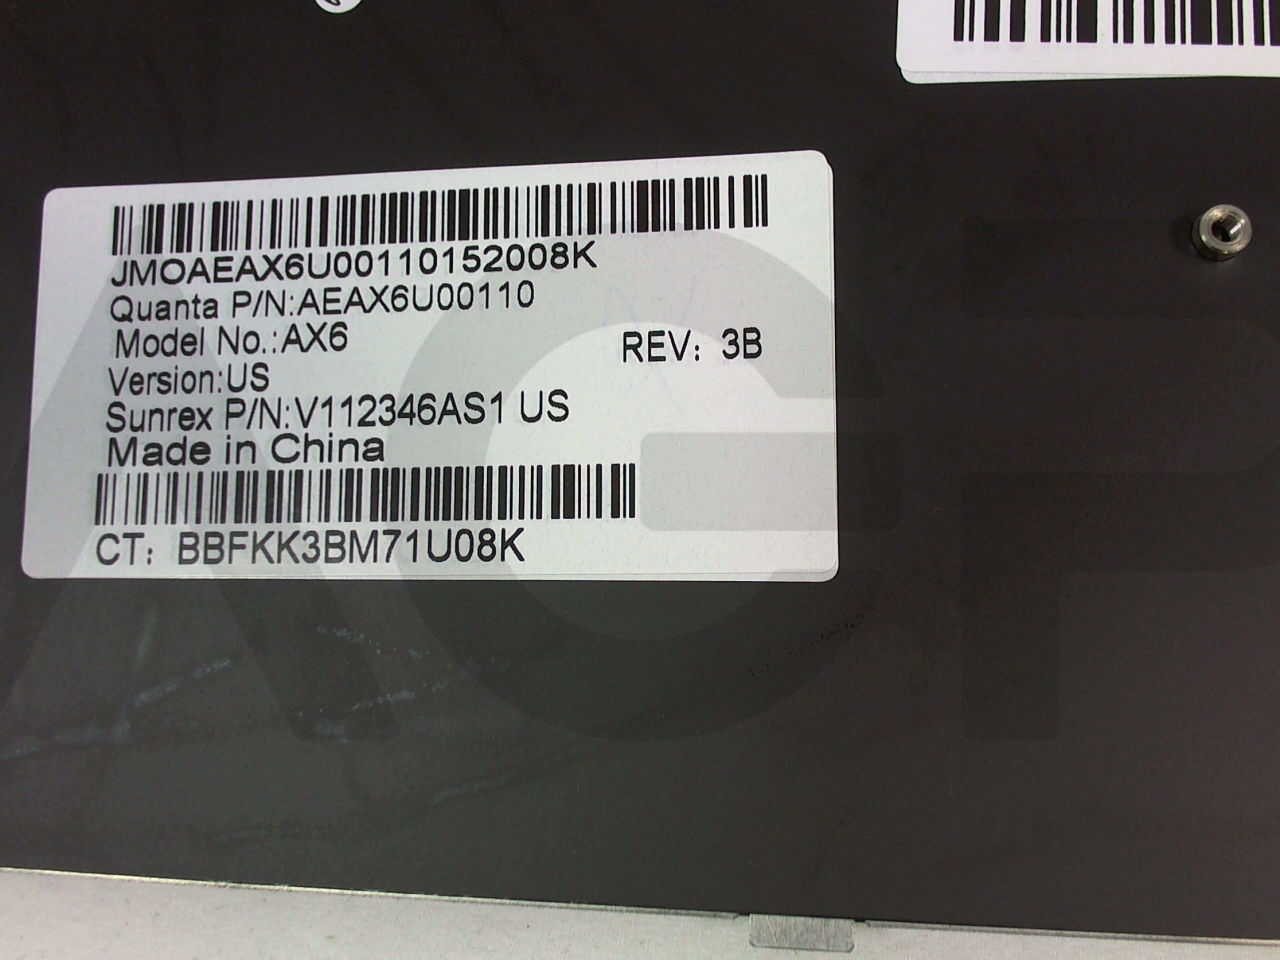 JMOAEAX6U00110152008K
Quanta P/N:AEAX6U00110
Model No.:AX6 REV: 3B
Version:US
Sunrex P/N:V112346AS1 US
Made in China
CT: BBFKK3BM71U08K